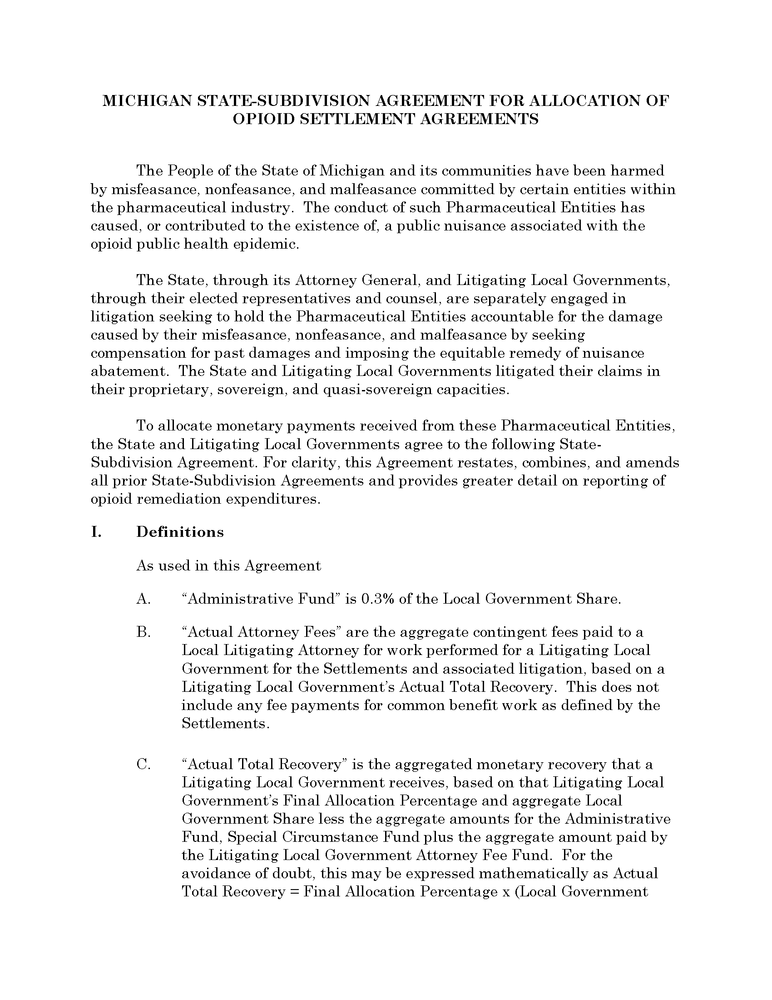 MICHIGAN STATE-SUBDIVISION AGREEMENT FOR ALLOCATION OF
OPIOID SETTLEMENT AGREEMENTS
The People of the State of Michigan and its communities have been harmed
by misfeasance, nonfeasance, and malfeasance committed by certain entities within
the pharmaceutical industry.  The conduct of such Pharmaceutical Entities has
caused, or contributed to the existence of, a public nuisance associated with the
opioid public health epidemic.
The State, through its Attorney General, and Litigating Local Governments,
through their elected representatives and counsel, are separately engaged in
litigation seeking to hold the Pharmaceutical Entities accountable for the damage
caused by their misfeasance, nonfeasance, and malfeasance by seeking
compensation for past damages and imposing the equitable remedy of nuisance
abatement.  The State and Litigating Local Governments litigated their claims in
their proprietary, sovereign, and quasi-sovereign capacities.
To allocate monetary payments received from these Pharmaceutical Entities,
the State and Litigating Local Governments agree to the following State-
Subdivision Agreement. For clarity, this Agreement restates, combines, and amends
all prior State-Subdivision Agreements and provides greater detail on reporting of
opioid remediation expenditures.
I. Definitions
As used in this Agreement
A. “Administrative Fund” is 0.3% of the Local Government Share.
B. “Actual Attorney Fees” are the aggregate contingent fees paid to a
Local Litigating Attorney for work performed for a Litigating Local
Government for the Settlements and associated litigation, based on a
Litigating Local Government’s Actual Total Recovery.  This does not
include any fee payments for common benefit work as defined by the
Settlements.
C. “Actual Total Recovery” is the aggregated monetary recovery that a
Litigating Local Government receives, based on that Litigating Local
Government’s Final Allocation Percentage and aggregate Local
Government Share less the aggregate amounts for the Administrative
Fund, Special Circumstance Fund plus the aggregate amount paid by
the Litigating Local Government Attorney Fee Fund.  For the
avoidance of doubt, this may be expressed mathematically as Actual
Total Recovery = Final Allocation Percentage x (Local Government